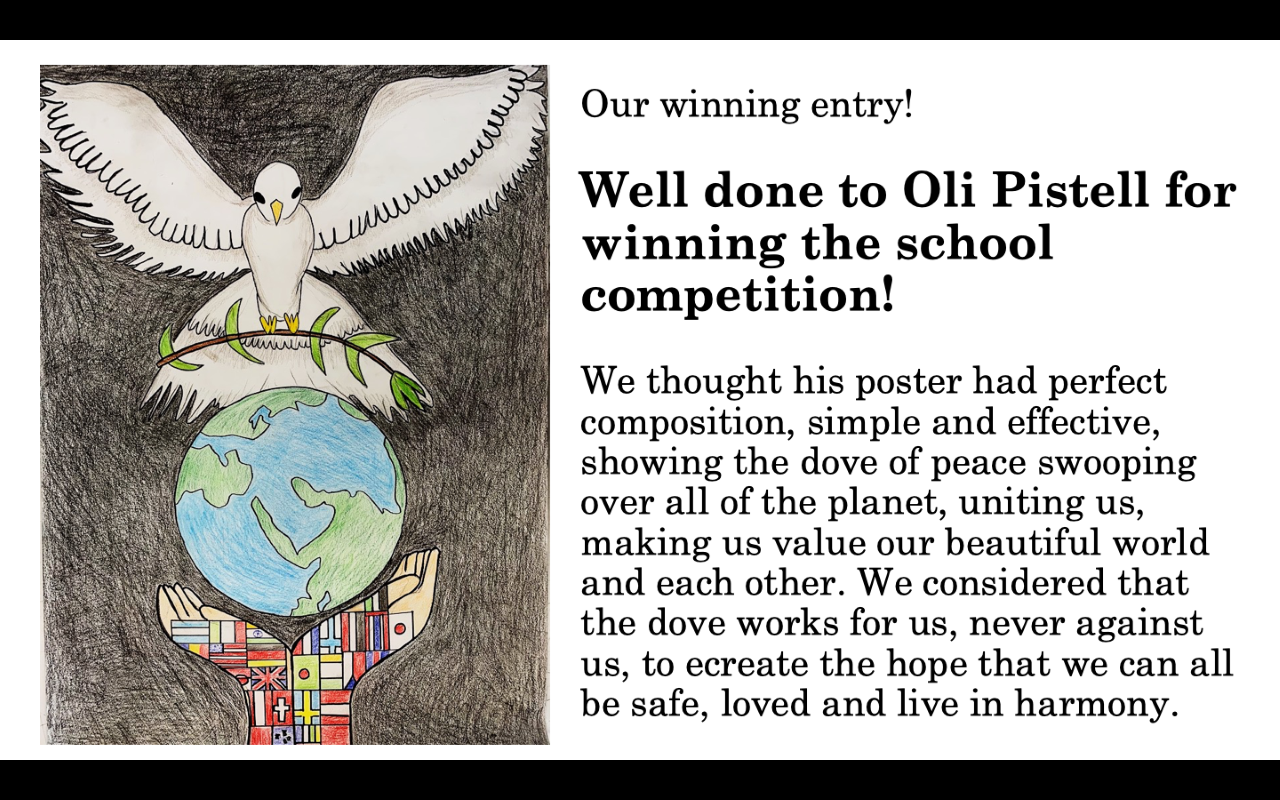 Our winning entry!
Well done to Oli Pistell for
winning the school
competition!
We thought his poster had perfect
composition, simple and effective,
showing the dove of peace swooping
over all of the planet, uniting us,
making us value our beautiful world
and each other. We considered that
the dove works for us, never against
us, to ecreate the hope that we can all
be safe, loved and live in harmony.